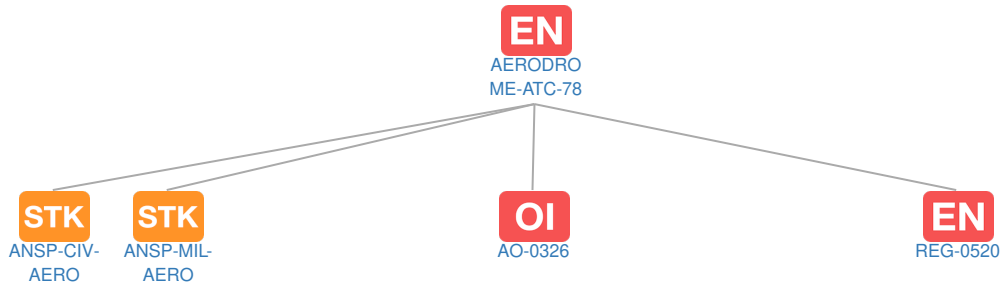 EN
AERODRO
ME-ATC-78
STK
ANSP-CIV-
AERO
STK
ANSP-MIL-
AERO
OI
AO-0326
EN
REG-0520